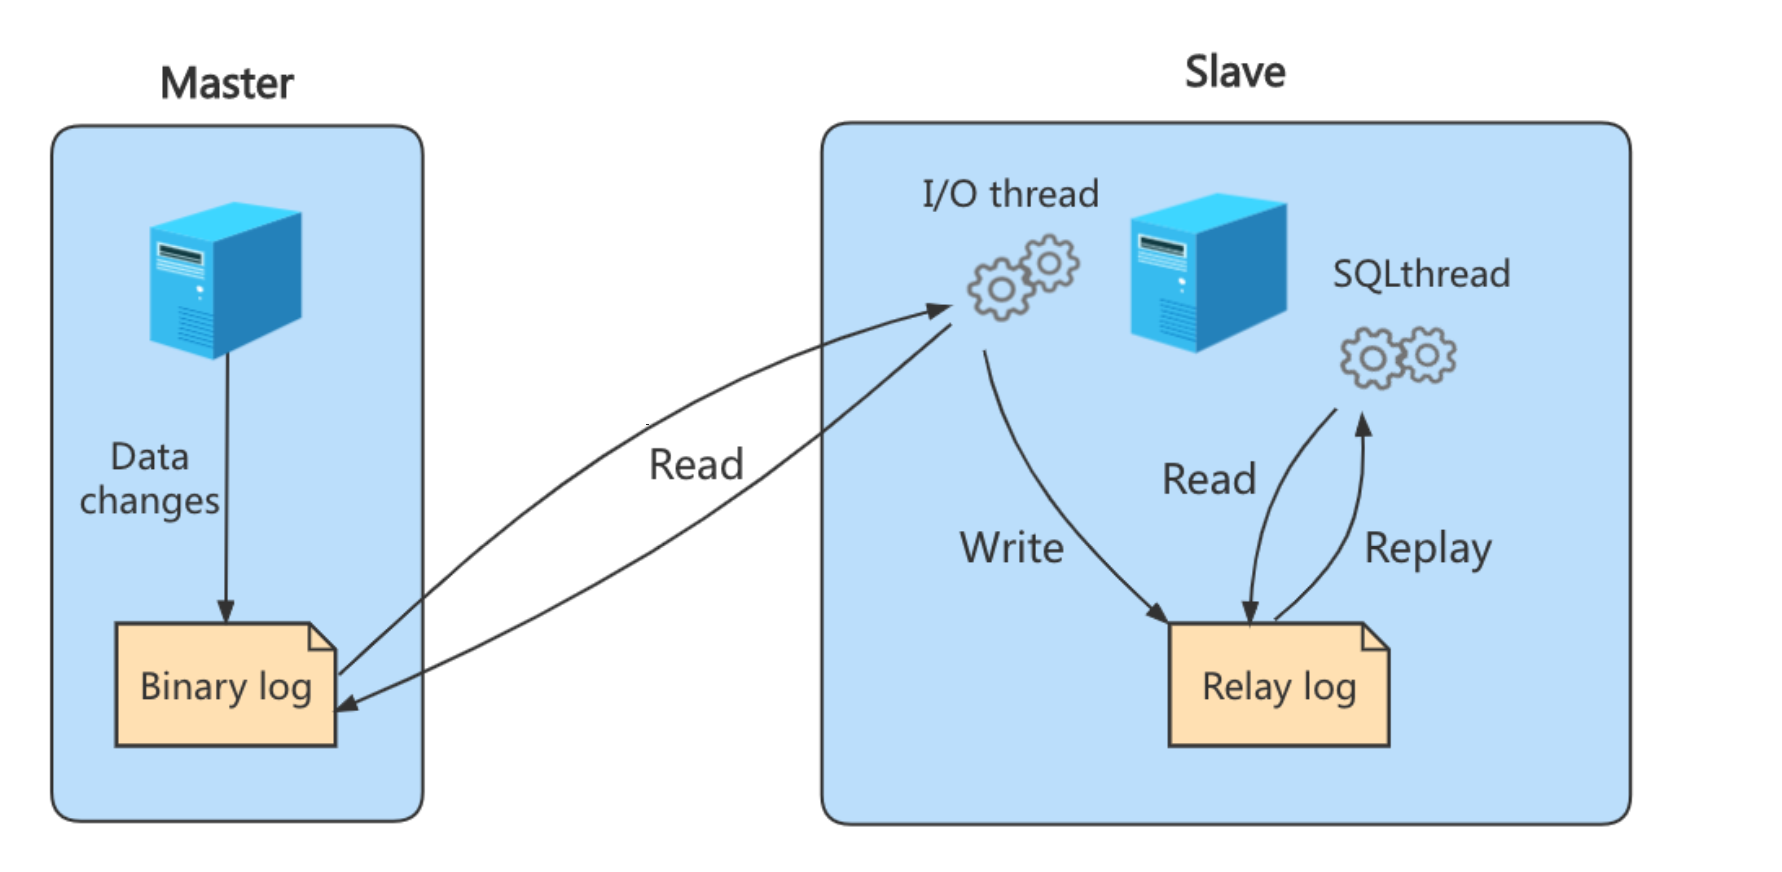 Master
Slave
I/O thread
SQLthread
Data
changes
Read
Read
Write
Replay
Binary log
Relay log